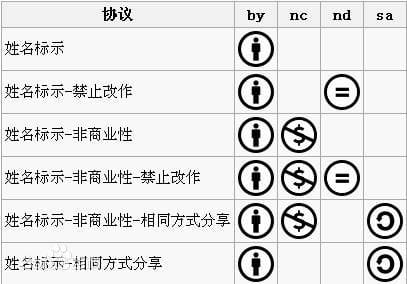 协议 by nc nd sa
姓名标示
姓名标示-禁止改作
姓名标示-非商业性
姓名标示-非商业性-禁止改作
姓名标示-非商业性-相同方式分享
姓名标示-相同方式分享